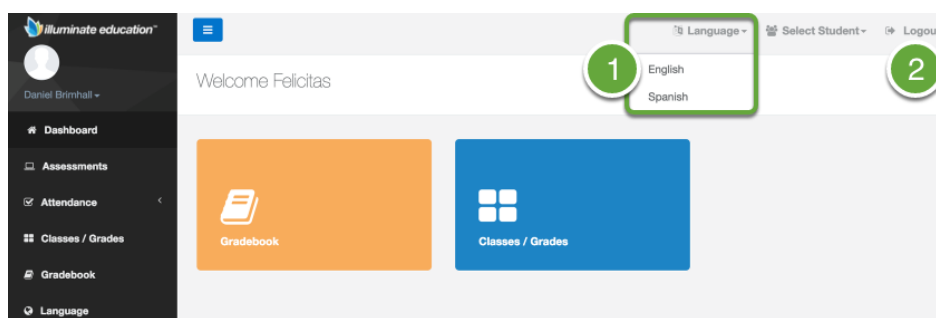 illuminate education™
Language
Select Student
Logou
1
English
Spanish
2
Daniel Brimhall
Welcome Felicitas
Dashboard
Assessments
Attendance
Classes / Grades
Gradebook
Language
Gradebook
Classes / Grades